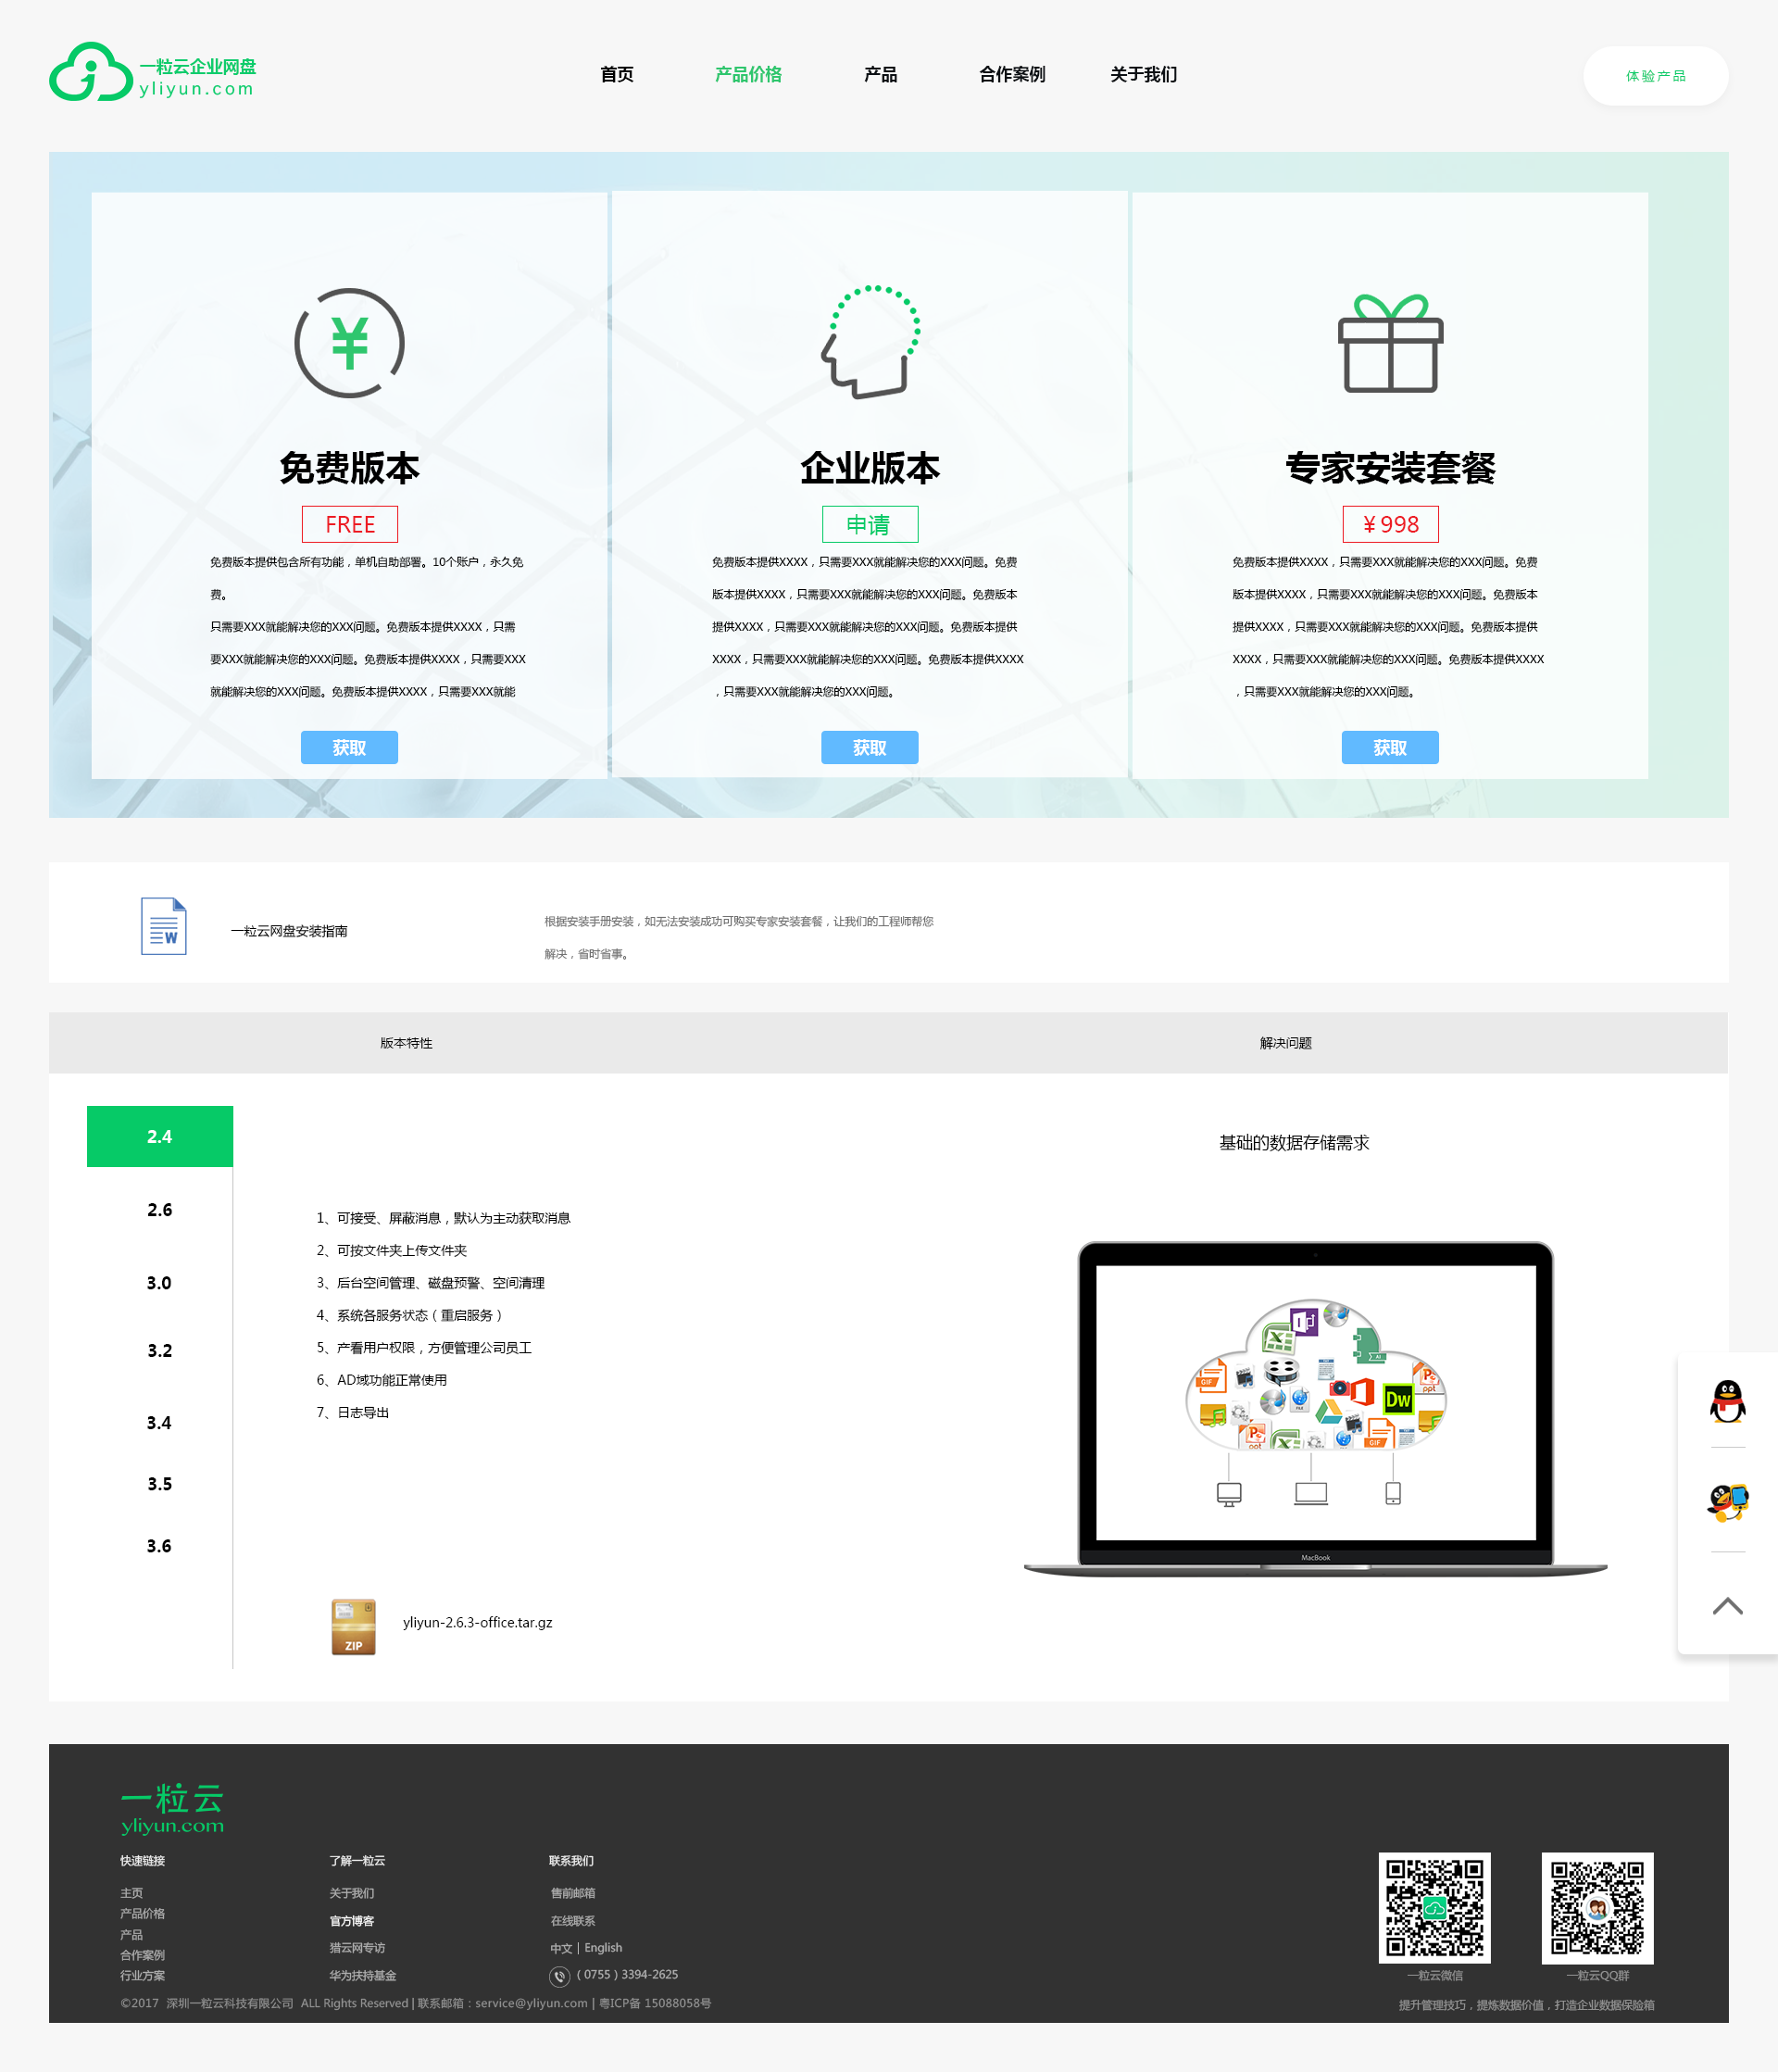 一粒云企业网盘
yliyun.com
首页
产品价格
产品
合作案例
关于我们
体验产品
免费版本
FREE
免费版本提供包含所有功能，单机自助部署。10个账户，永久免
费。
只需要XXX就能解决您的XXX问题。免费版本提供XXXX，只需
要XXX就能解决您的XXX问题。免费版本提供XXXX，只需要XXX
就能解决您的XXX问题。免费版本提供XXXX，只需要XXX就能
获取
企业版本
申请
免费版本提供XXXX，只需要XXX就能解决您的XXX问题。免费
版本提供XXXX，只需要XXX就能解决您的XXX问题。免费版本
提供XXXX，只需要XXX就能解决您的XXX问题。免费版本提供
XXXX，只需要XXX就能解决您的XXX问题。免费版本提供XXXX
，只需要XXX就能解决您的XXX问题。
获取
专家安装套餐
￥998
免费版本提供XXXX，只需要XXX就能解决您的XXX问题。免费
版本提供XXXX，只需要XXX就能解决您的XXX问题。免费版本
提供XXXX，只需要XXX就能解决您的XXX问题。免费版本提供
XXXX，只需要XXX就能解决您的XXX问题。免费版本提供XXXX
，只需要XXX就能解决您的XXX问题。
获取
W
一粒云网盘安装指南
根据安装手册安装，如无法安装成功可购买专家安装套餐，让我们的工程师帮您
解决，省时省事。
版本特性
解决问题
2.4
2.6
3.0
3.2
3.4
3.5
3.6
1、可接受、屏蔽消息，默认为主动获取消息
2、可按文件夹上传文件夹
3、后台空间管理、磁盘预警、空间清理
4、系统各服务状态（重启服务）
5、产看用户权限，方便管理公司员工
6、AD域功能正常使用
7、日志导出
ZIP
yliyun-2.6.3-office.tar.gz
基础的数据存储需求
Id
AI
GIF
ppt
Dw
ppt
GIF
MacBook
一粒云
yliyun.com
快速链接
主页
产品价格
产品
合作案例
行业方案
了解一粒云
关于我们
官方博客
猎云网专访
华为扶持基金
联系我们
售前邮箱
在线联系
中文 | English
（0755）3394-2625
©2017 深圳一粒云科技有限公司 ALL Rights Reserved | 联系邮箱：service@yliyun.com | 粤ICP备 15088058号
一粒云微信
一粒云QQ群
提升管理技巧，提炼数据价值，打造企业数据保险箱